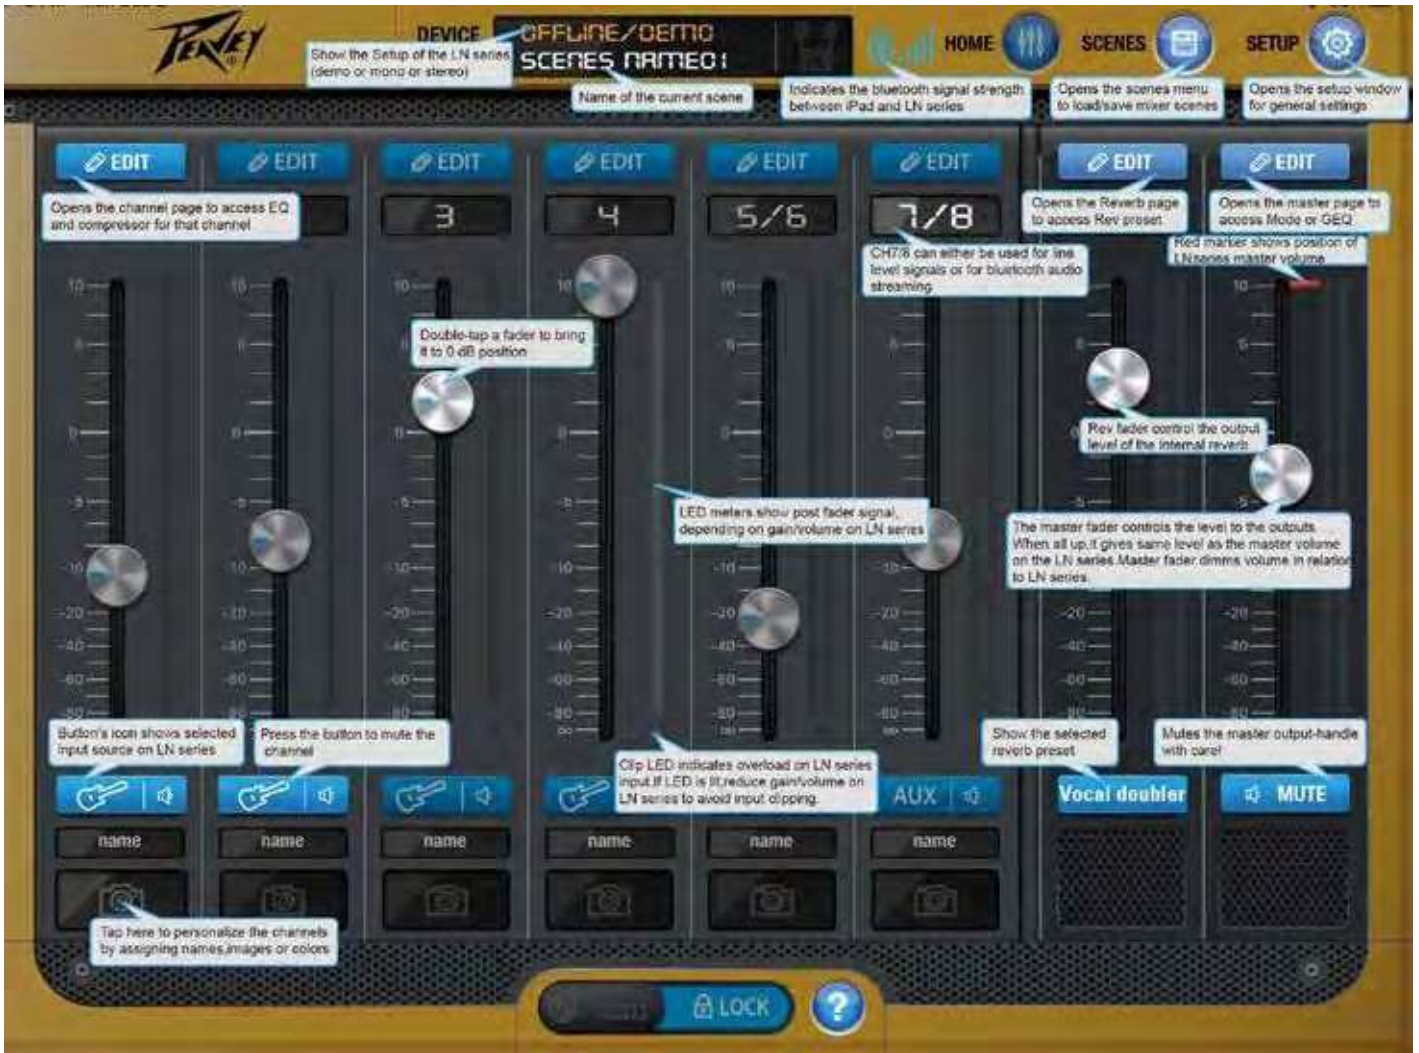 PEAVEY
DEVICE
OFFLINE/DEMO
SCENES NAME01
HOME
SCENES
SETUP
Show the Setup of the LN series
(demo or mono or stereo)
Name of the current scene
Indicates the bluetooth signal strength
between iPad and LN series
Opens the scenes menu
to load/save mixer scenes
Opens the setup window
for general settings
EDIT
EDIT
EDIT
EDIT
EDIT
EDIT
EDIT
EDIT
Opens the channel page to access EQ
and compressor for that channel
3
4
5/6
7/8
Opens the Reverb page
to access Rev preset
Opens the master page to
access Mode or GEQ
Red marker shows position of
LN series master volume
CH7/8 can either be used for line
level signals or for bluetooth audio
streaming
Double-tap a fader to bring
it to 0 dB position
Rev fader control the output
level of the internal reverb
LED meters show post fader signal,
depending on gain/volume on LN series
The master fader controls the level to the outputs
When all up,it gives same level as the master volume
on the LN series.Master fader dimms volume in relation
to LN series.
10
5
0
-5
-10
-20
-40
-60
-80
∞
Button's icon shows selected
input source on LN series
Press the button to mute the
channel
Clip LED indicates overload on LN series
input.If LED is lit,reduce gain/volume on
LN series to avoid input clipping.
Show the selected
reverb preset
Mutes the master output-handle
with care!
AUX
Vocal doubler
MUTE
name
name
name
name
name
name
Tap here to personalize the channels
by assigning names,images or colors
LOCK
?